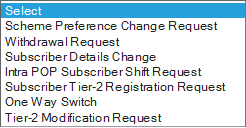 Select
Scheme Preference Change Request
Withdrawal Request
Subscriber Details Change
Intra POP Subscriber Shift Request
Subscriber Tier-2 Registration Request
One Way Switch
Tier-2 Modification Request